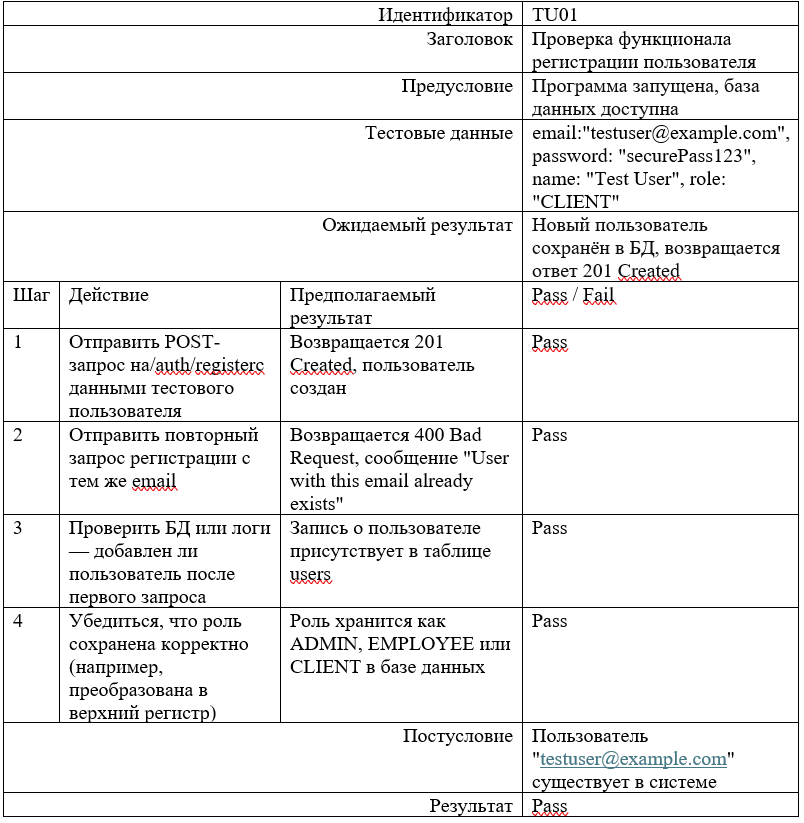 Идентификатор
TU01
Заголовок
Проверка функционала
регистрации пользователя
Предусловие
Программа запущена, база
данных доступна
Тестовые данные
email:"testuser@example.com",
password: "securePass123",
name: "Test User", role:
"CLIENT"
Ожидаемый результат
Новый пользователь
сохранён в БД, возвращается
ответ 201 Created
Шаг
Действие
Предполагаемый
результат
Pass / Fail
1
Отправить POST-
запрос на/auth/registerс
данными тестового
пользователя
Возвращается 201
Created, пользователь
создан
Pass
2
Отправить повторный
запрос регистрации с
тем же email
Возвращается 400 Bad
Request, сообщение "User
with this email already
exists"
Pass
3
Проверить БД или логи
— добавлен ли
пользователь после
первого запроса
Запись о пользователе
присутствует в таблице
users
Pass
4
Убедиться, что роль
сохранена корректно
(например,
преобразована в
верхний регистр)
Роль хранится как
ADMIN, EMPLOYEE или
CLIENT в базе данных
Pass
Постусловие
Пользователь
"testuser@example.com"
существует в системе
Результат
Pass